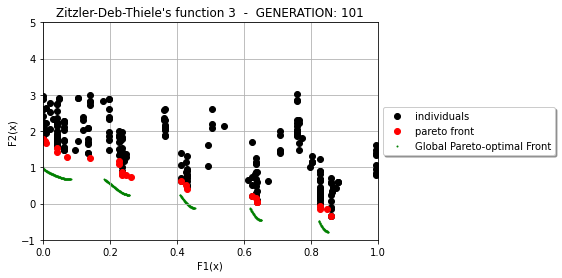 Zitzler-Deb-Thiele's function 3 - GENERATION: 101
5
4
3
2
1
0
−1
F2(x)
0.0 0.2 0.4 0.6 0.8 1.0
F1(x)
individuals
pareto front
Global Pareto-optimal Front